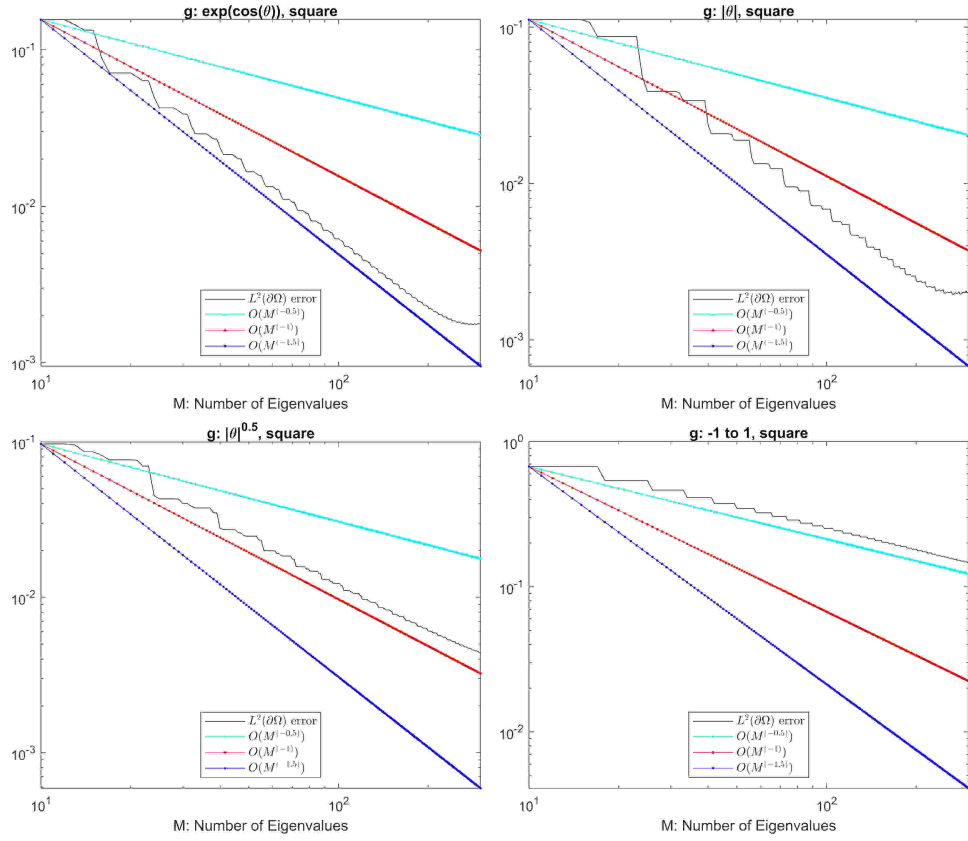 g: exp(cos(θ)), square
10^-1
10^-2
10^-3
L^2(∂Ω) error
O(M^(-0.5))
O(M^(-1))
O(M^(-1.5))
10^1
10^2
M: Number of Eigenvalues
g: |θ|, square
10^-1
10^-2
10^-3
L^2(∂Ω) error
O(M^(-0.5))
O(M^(-1))
O(M^(-1.5))
10^1
10^2
M: Number of Eigenvalues
g: |θ|^0.5, square
10^-1
10^-2
10^-3
L^2(∂Ω) error
O(M^(-0.5))
O(M^(-1))
O(M^(-1.5))
10^1
10^2
M: Number of Eigenvalues
g: -1 to 1, square
10^0
10^-1
10^-2
L^2(∂Ω) error
O(M^(-0.5))
O(M^(-1))
O(M^(-1.5))
10^1
10^2
M: Number of Eigenvalues